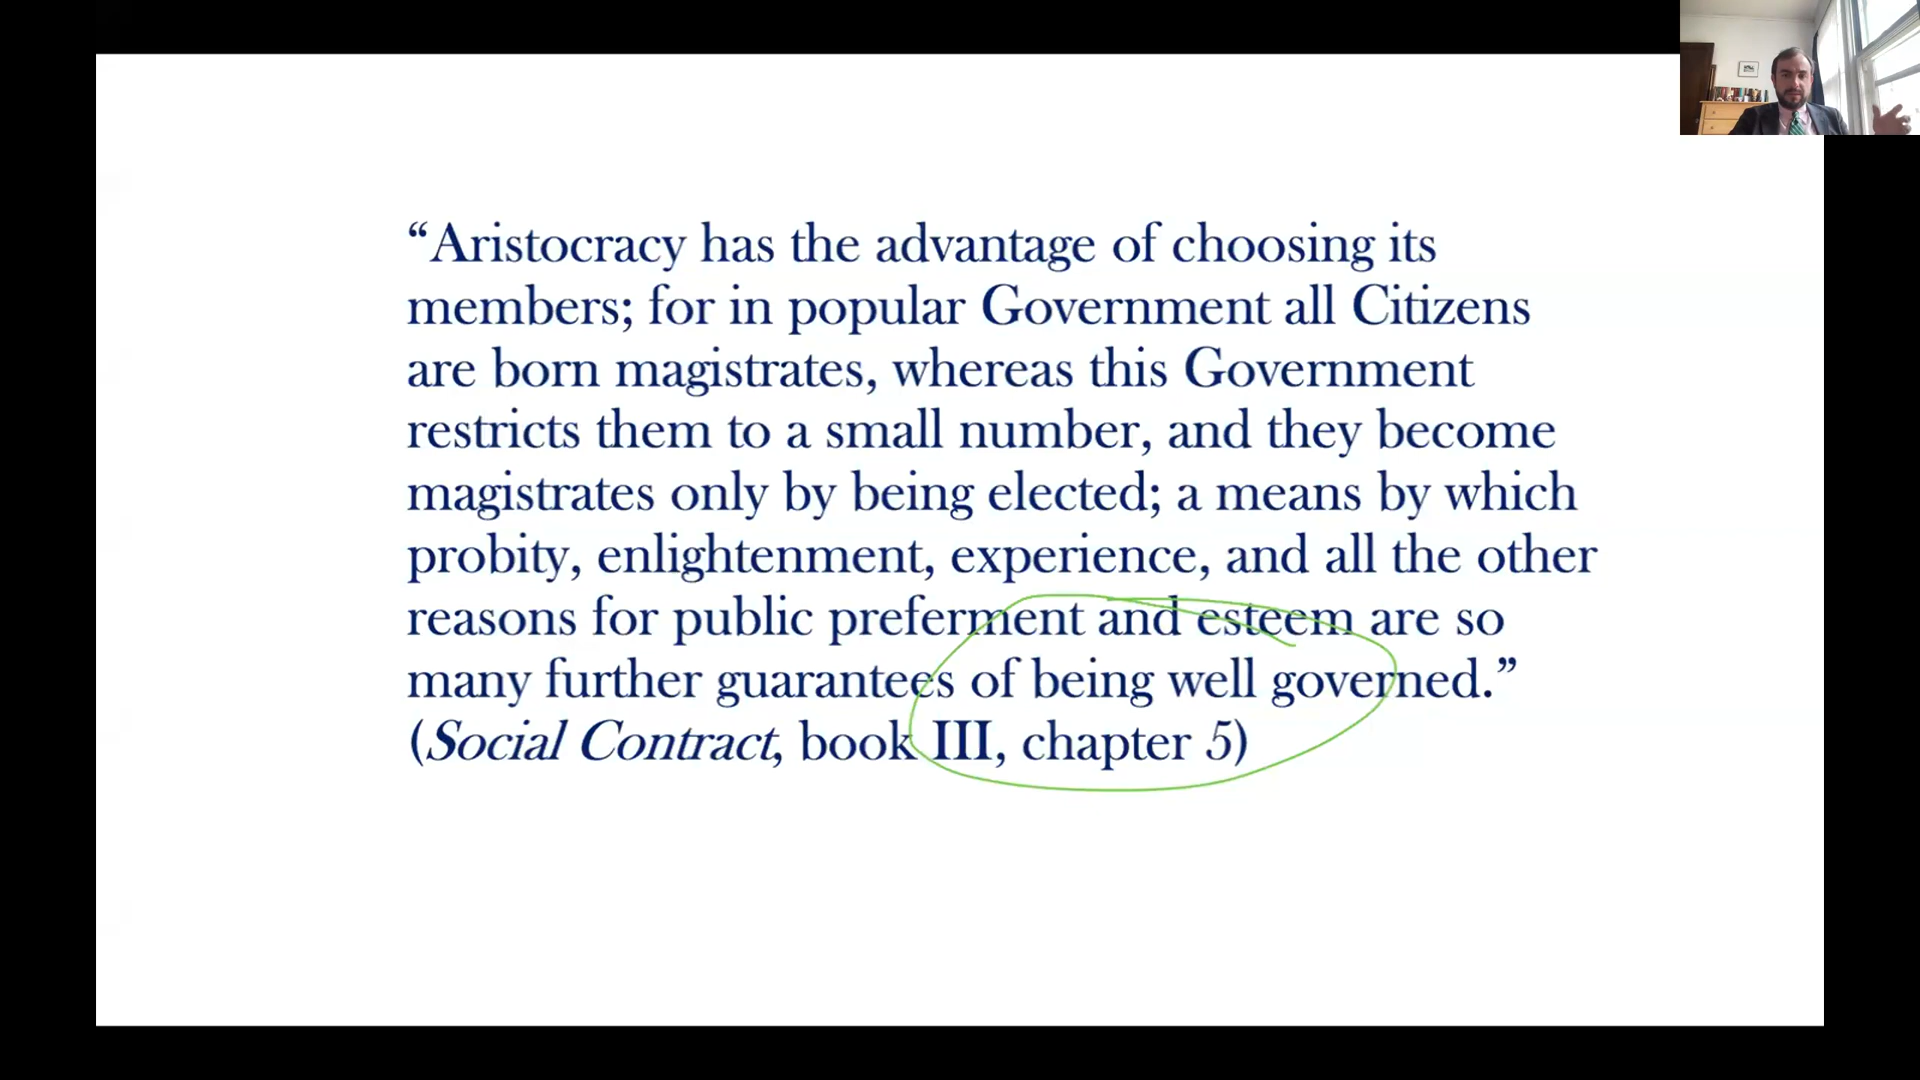 “Aristocracy has the advantage of choosing its
members; for in popular Government all Citizens
are born magistrates, whereas this Government
restricts them to a small number, and they become
magistrates only by being elected; a means by which
probity, enlightenment, experience, and all the other
reasons for public preferment and esteem are so
many further guarantees of being well governed.”
(Social Contract, book III, chapter 5)